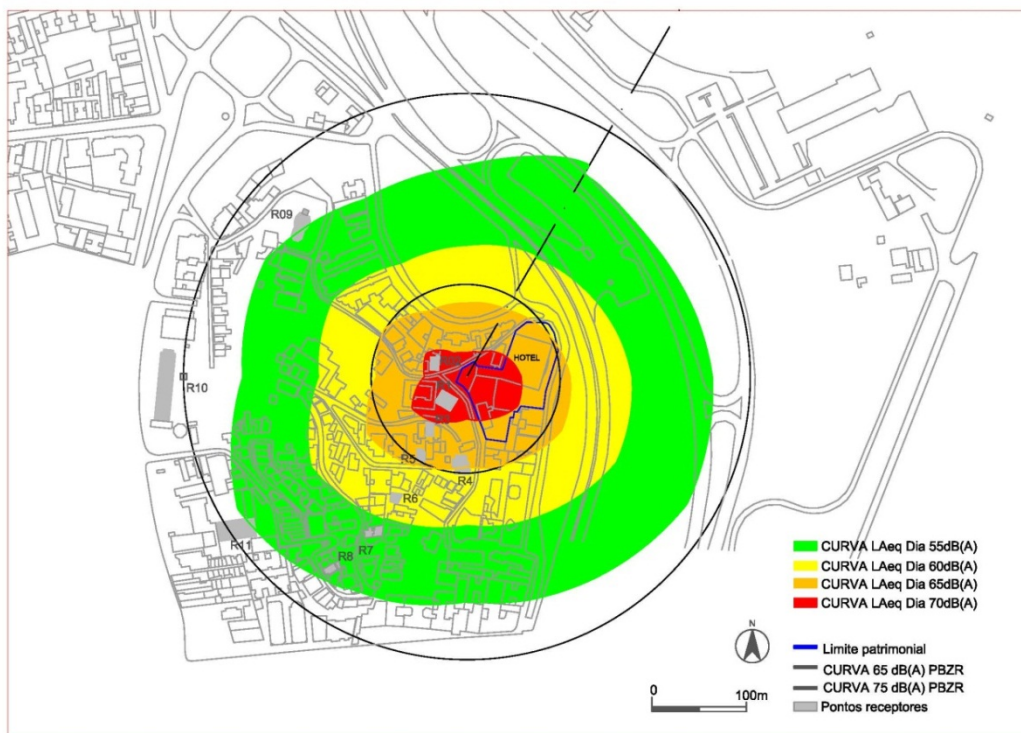 R09
HOTEL
R10
R5
R4
R6
R11
R7
R8
CURVA LAeq Dia 55dB(A)
CURVA LAeq Dia 60dB(A)
CURVA LAeq Dia 65dB(A)
CURVA LAeq Dia 70dB(A)
N
Limite patrimonial
CURVA 65 dB(A) PBZR
CURVA 75 dB(A) PBZR
Pontos receptores
0 100m